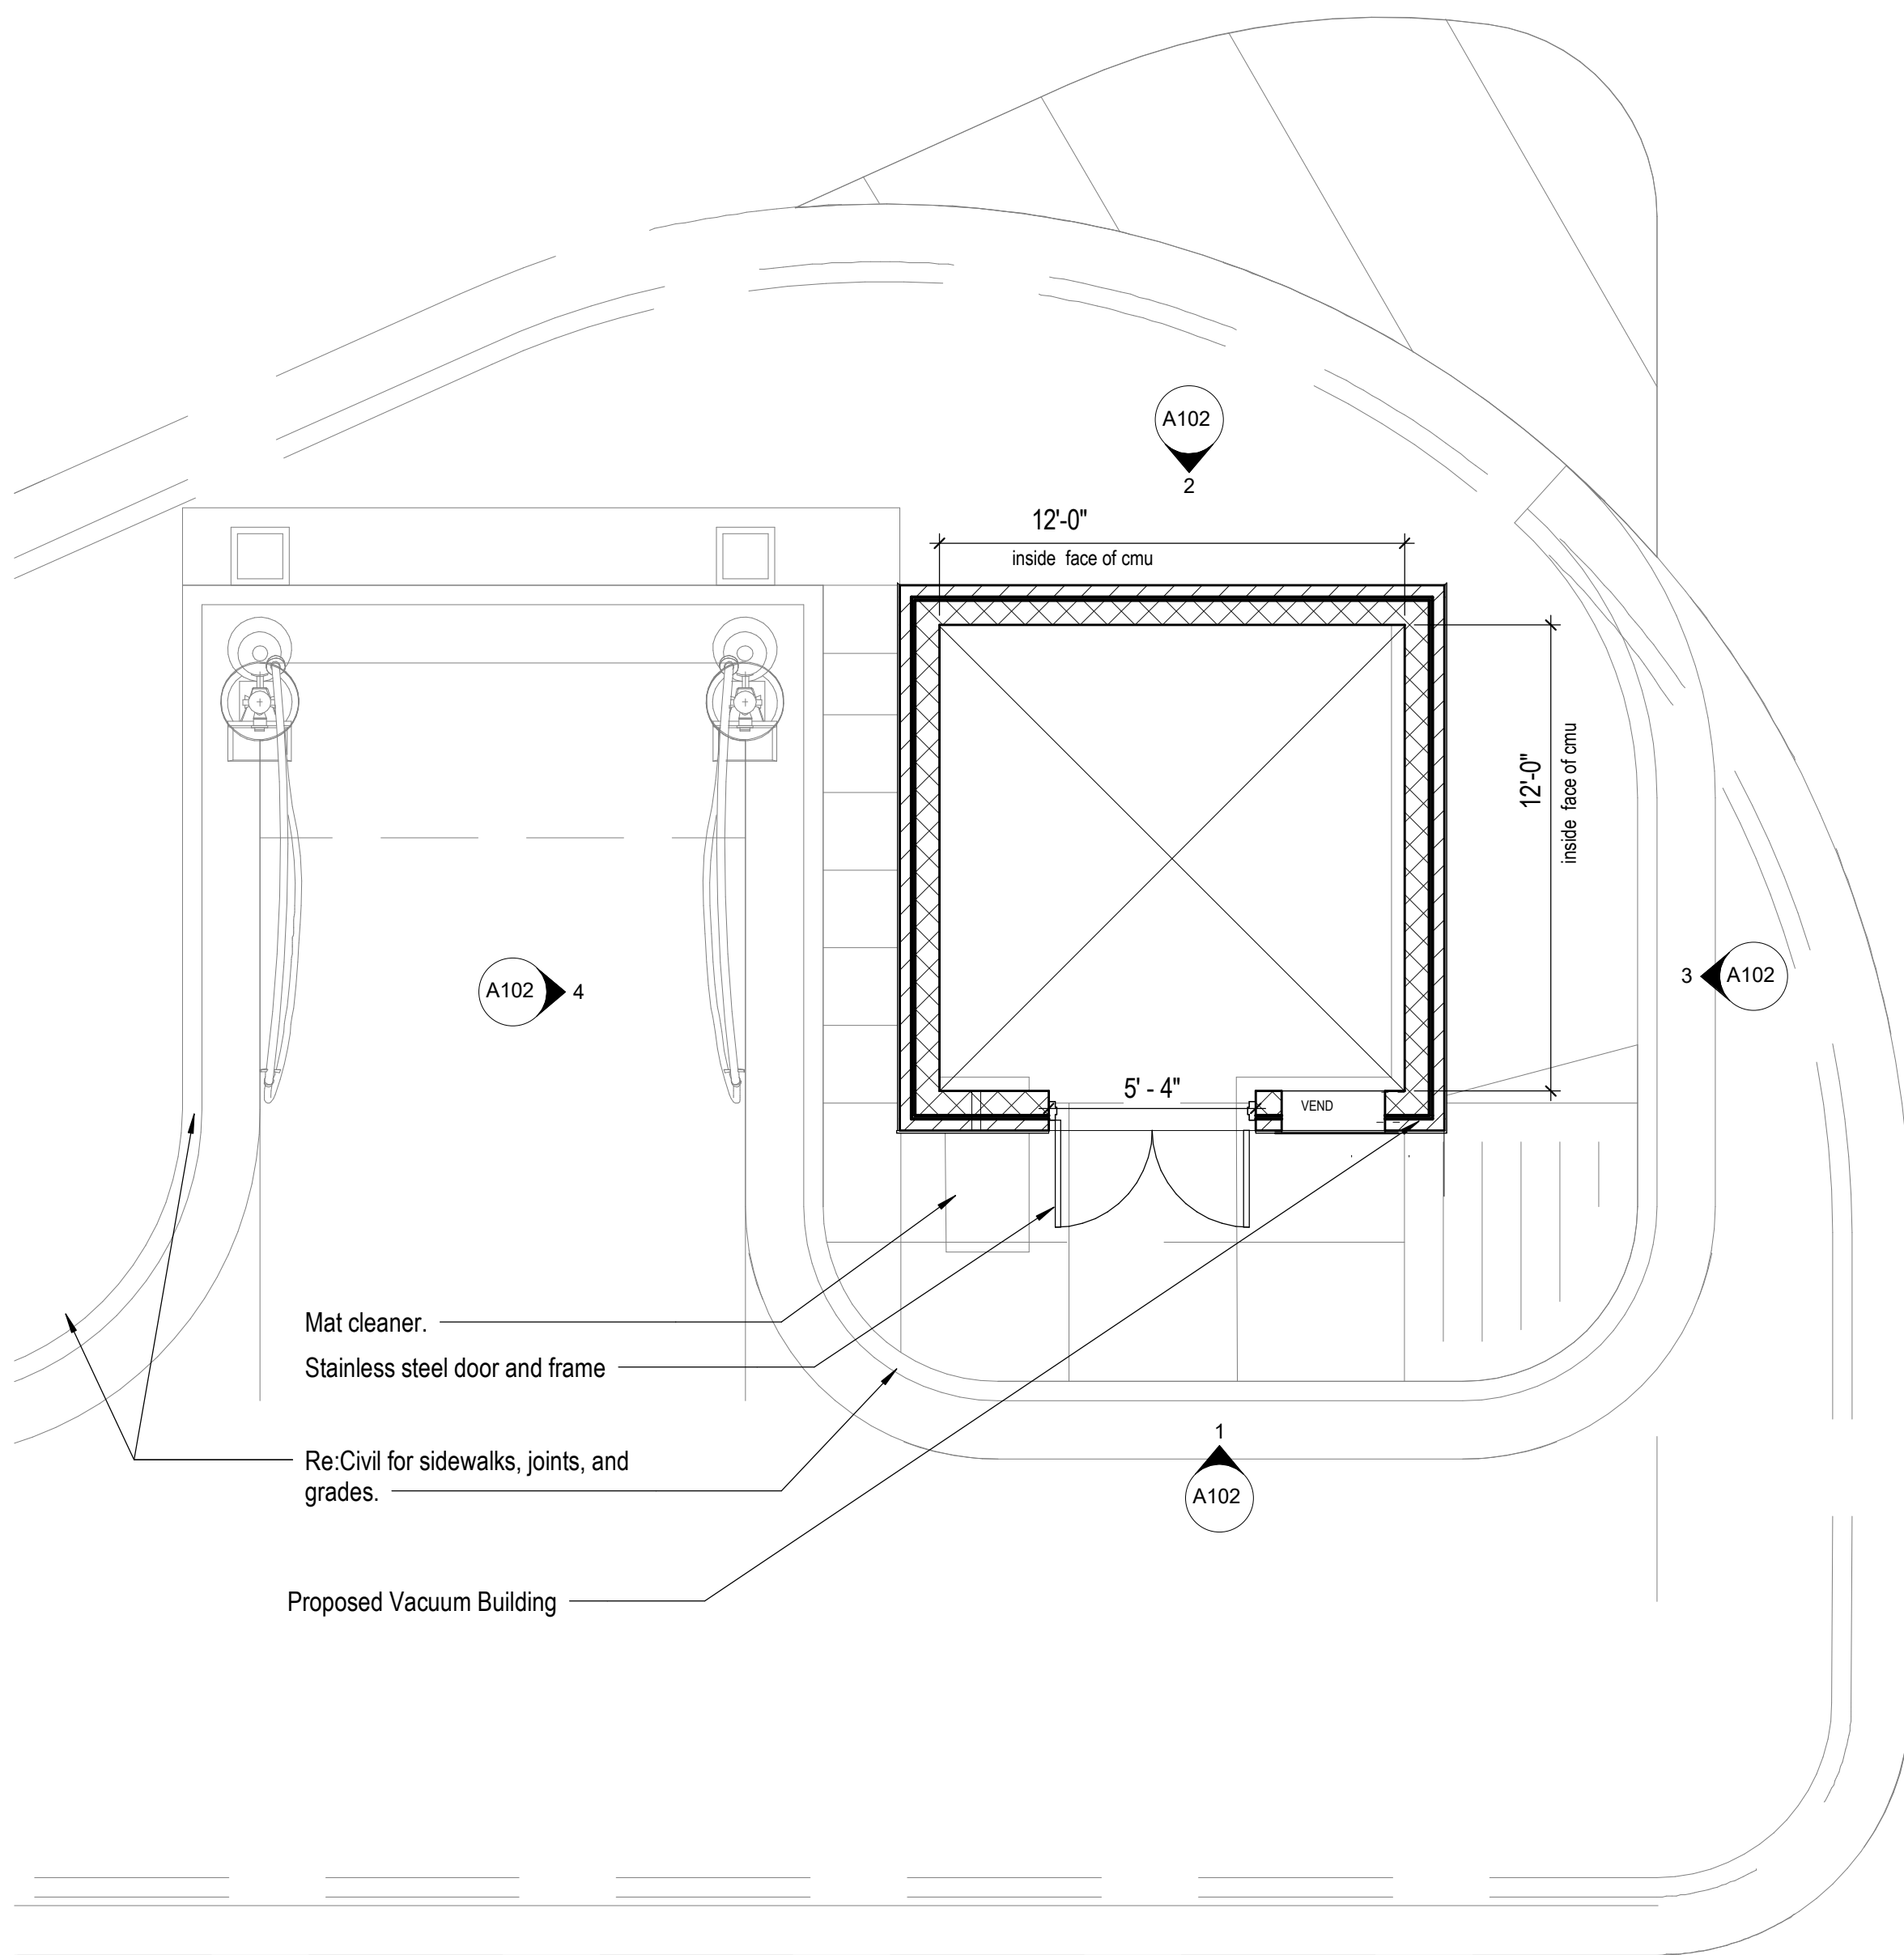 A102
2
12'-0"
inside face of cmu
12'-0"
inside face of cmu
A102
4
3
A102
5' - 4"
VEND
Mat cleaner.
Stainless steel door and frame
1
A102
Re:Civil for sidewalks, joints, and
grades.
Proposed Vacuum Building